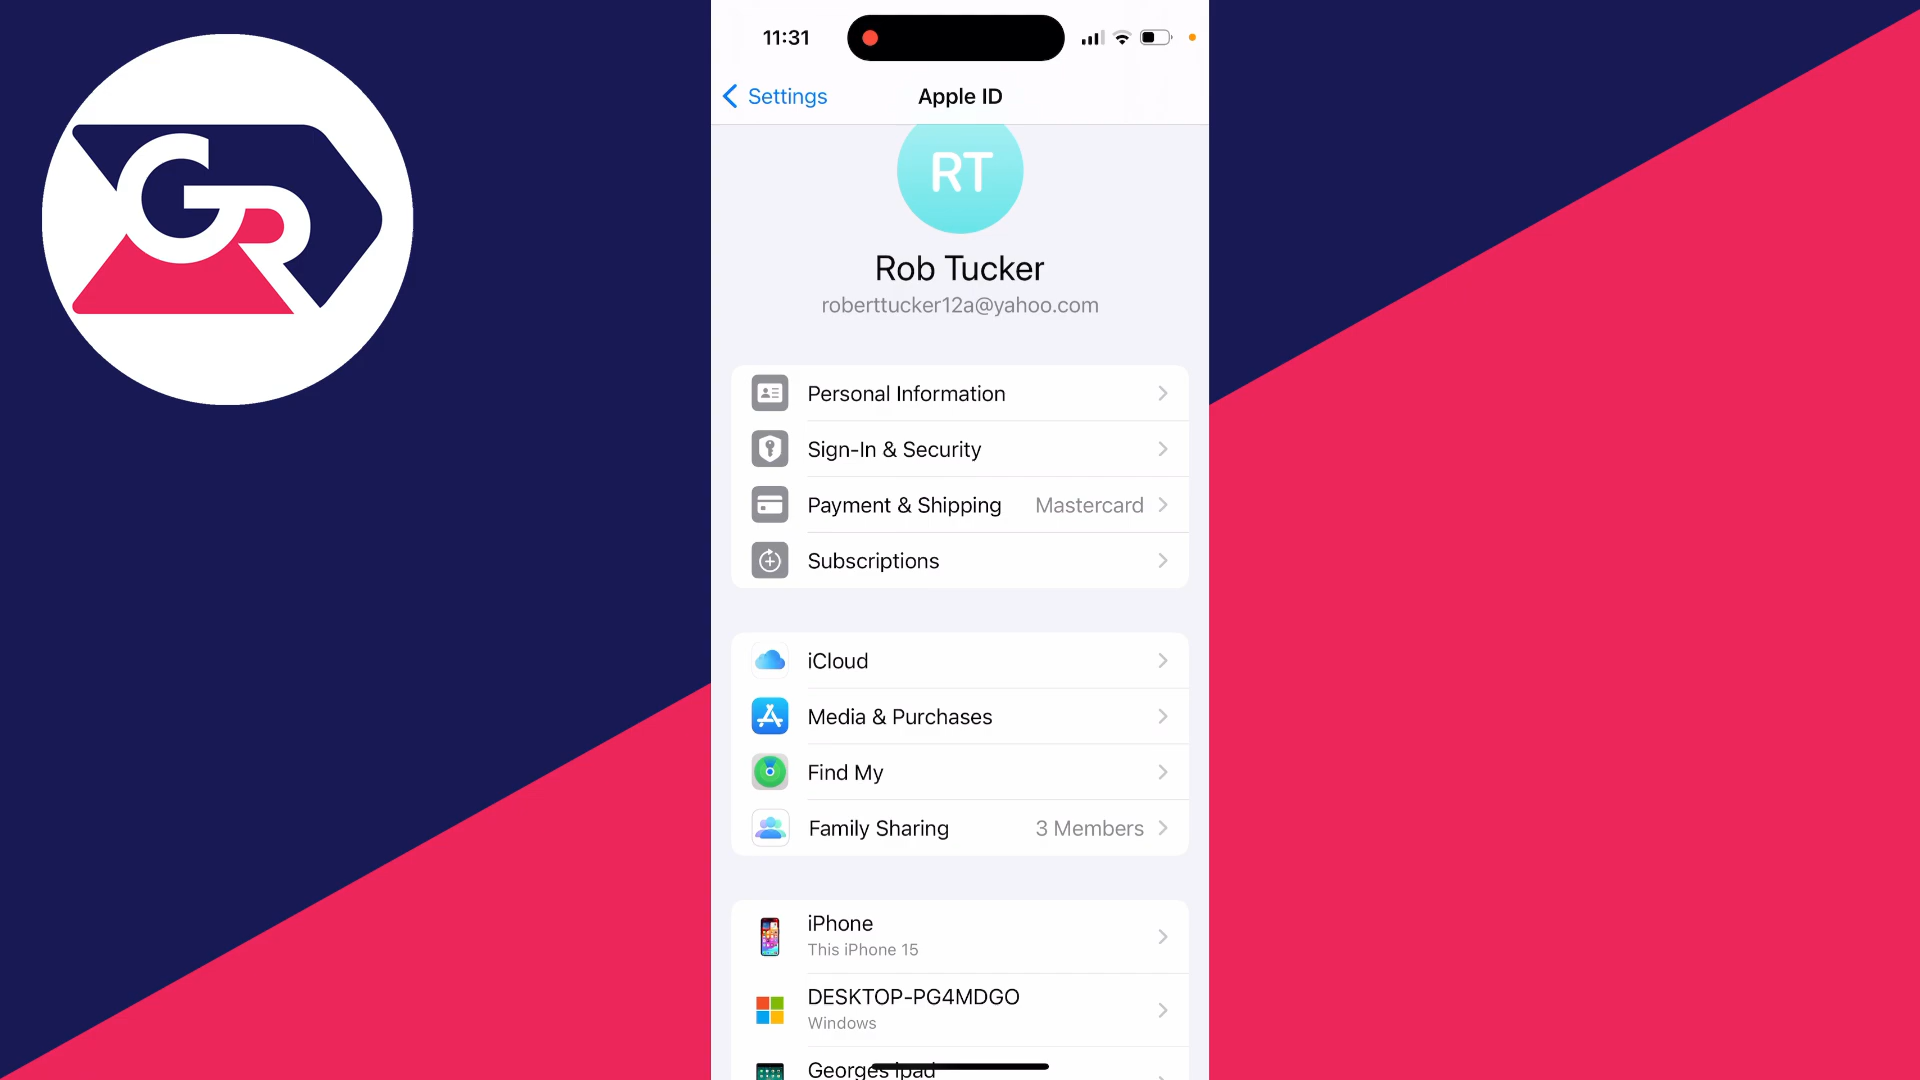 GR
11:31
Settings
Apple ID
RT
Rob Tucker
roberttucker12a@yahoo.com
Personal Information
Sign-In & Security
Payment & Shipping Mastercard
Subscriptions
iCloud
Media & Purchases
Find My
Family Sharing 3 Members
iPhone
This iPhone 15
DESKTOP-PG4MDGO
Windows
Georges ipad